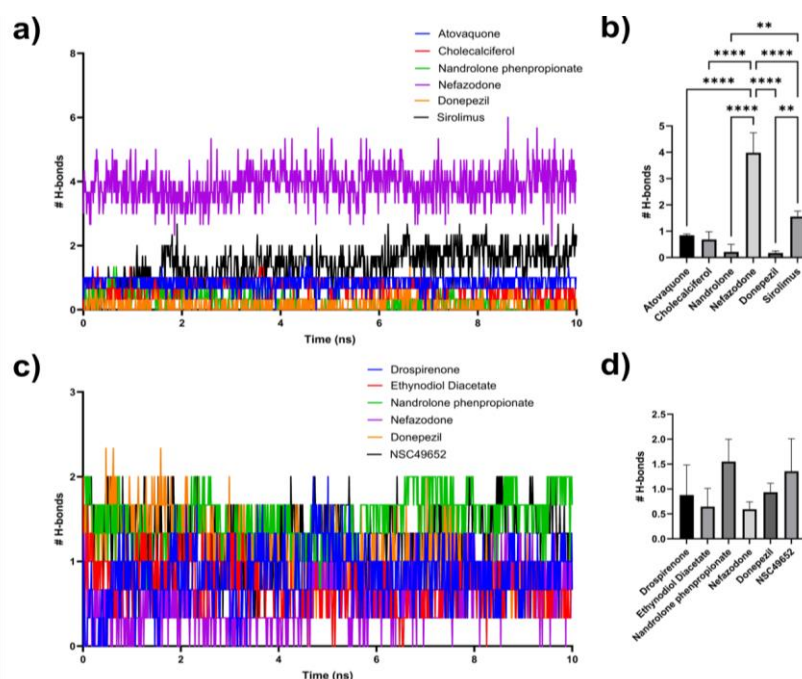 a)
Atovaquone
Cholecalciferol
Nandrolone phenpropionate
Nefazodone
Donepezil
Sirolimus
# H-bonds
8
6
4
2
0
0 2 4 6 8 10
Time (ns)
b)
**
**** ****
**** ****
**** **
# H-bonds
5
4
3
2
1
0
Atovaquone
Cholecalciferol
Nandrolone
Nefazodone
Donepezil
Sirolimus
c)
Drospirenone
Ethynodiol Diacetate
Nandrolone phenpropionate
Nefazodone
Donepezil
NSC49652
# H-bonds
3
2
1
0
0 2 4 6 8 10
Time (ns)
d)
# H-bonds
2.5
2.0
1.5
1.0
0.5
0.0
Drospirenone
Ethynodiol Diacetate
Nandrolone phenpropionate
Nefazodone
Donepezil
NSC49652